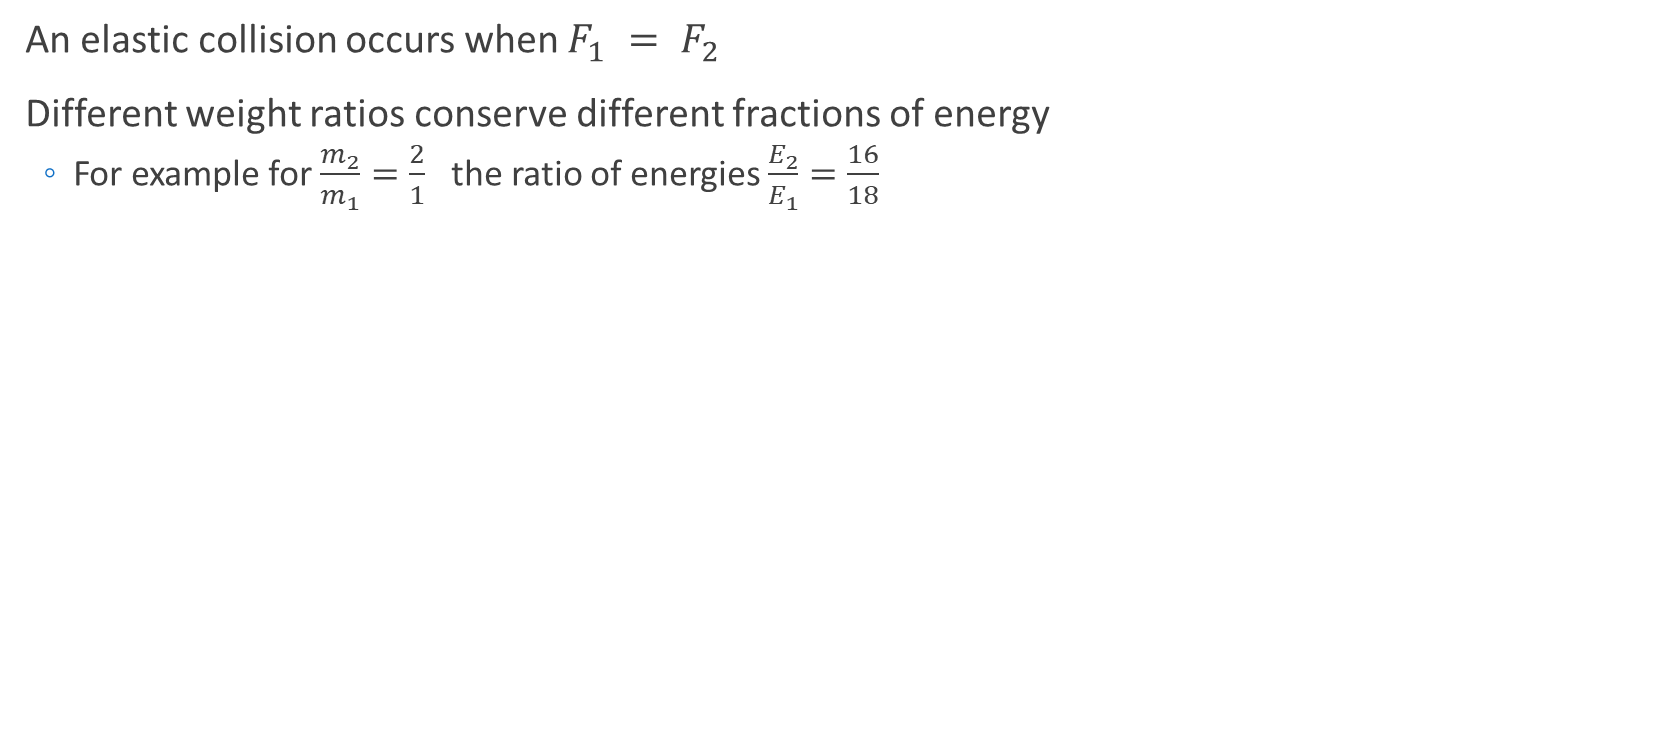 An elastic collision occurs when F₁ = F₂
Different weight ratios conserve different fractions of energy
◦ For example for m₂/m₁ = 2/1 the ratio of energies E₂/E₁ = 16/18